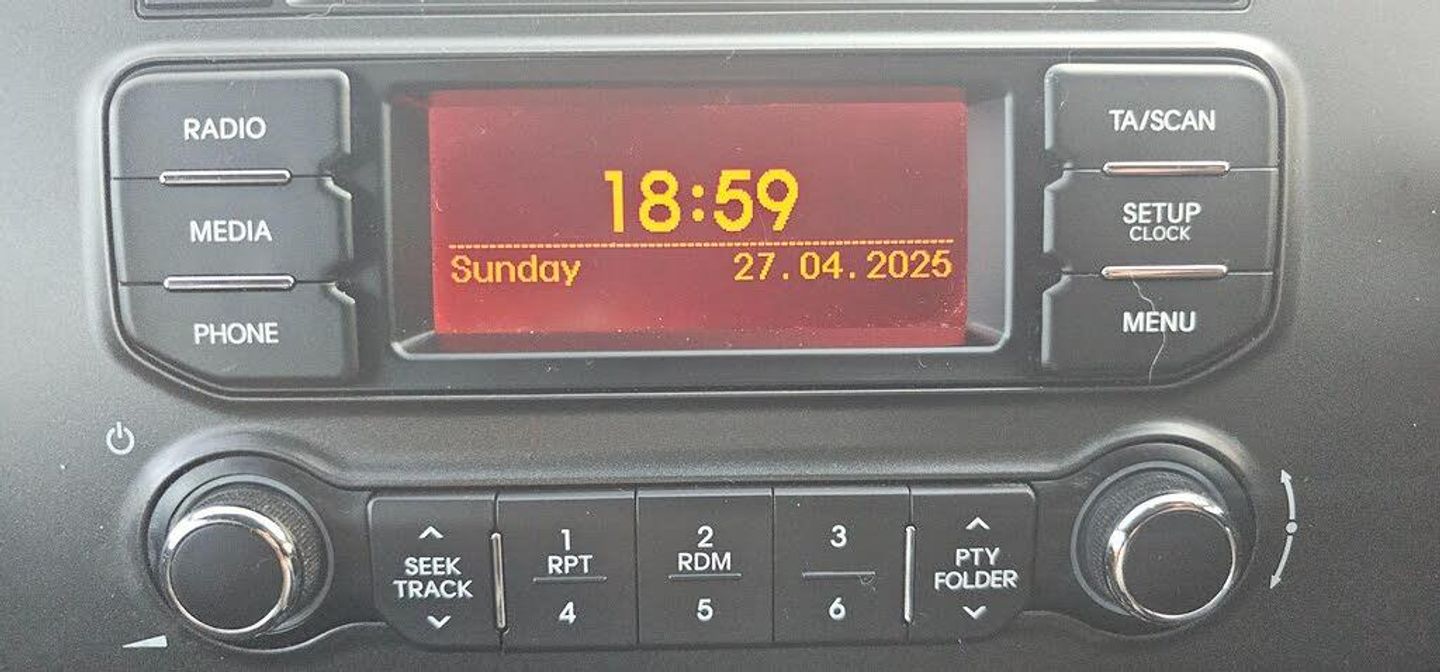 RADIO
MEDIA
PHONE
18:59
Sunday 27.04.2025
TA/SCAN
SETUP
CLOCK
MENU
SEEK
TRACK
1
RPT
4
2
RDM
5
3
6
PTY
FOLDER